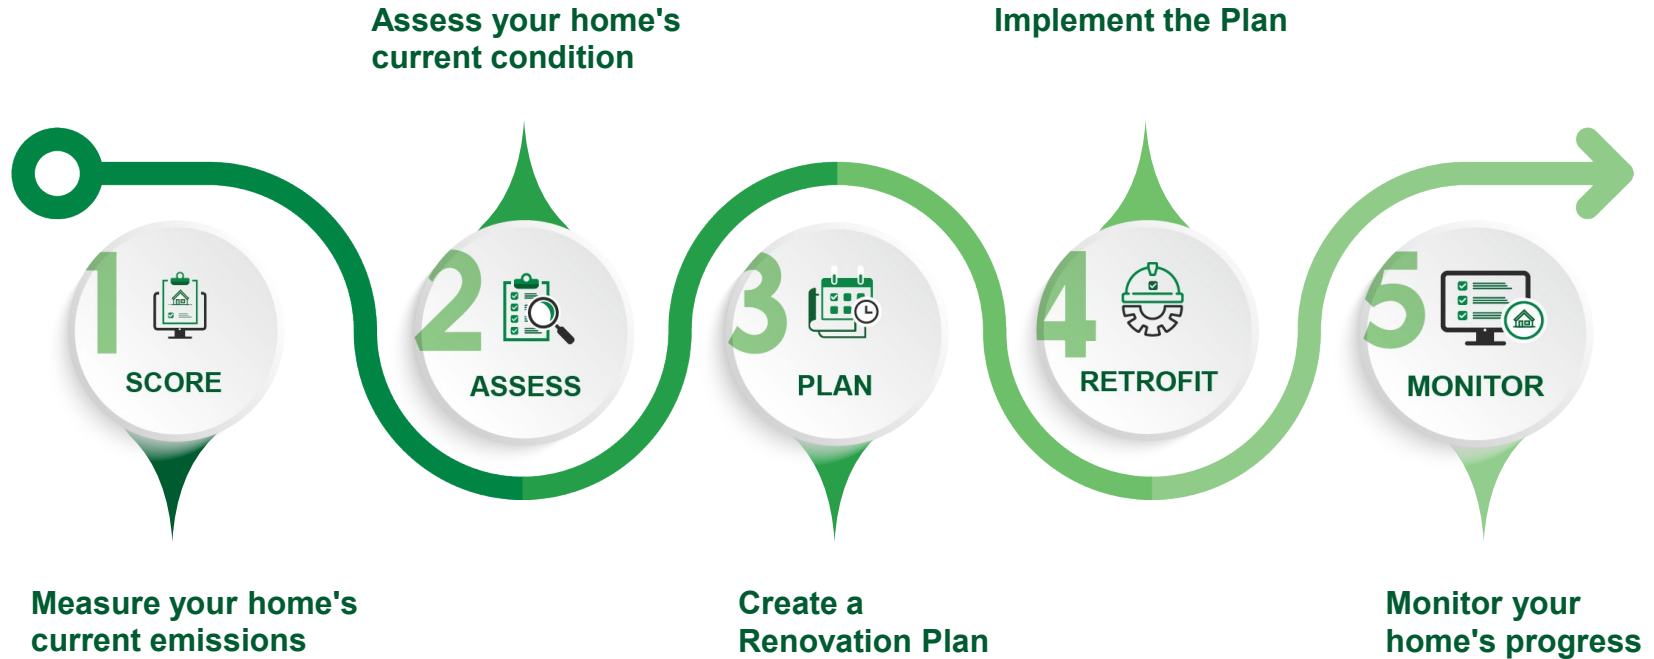 Assess your home's
current condition
Implement the Plan
1
SCORE
2
ASSESS
3
PLAN
4
RETROFIT
5
MONITOR
Measure your home's
current emissions
Create a
Renovation Plan
Monitor your
home's progress